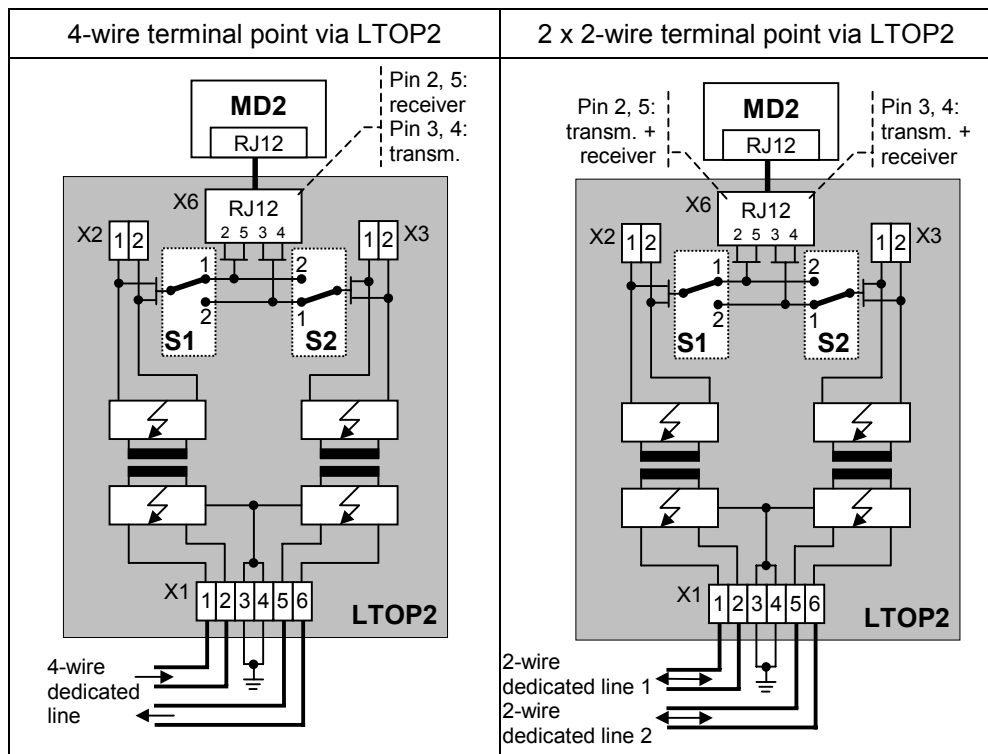 4-wire terminal point via LTOP2
Pin 2, 5:
receiver
Pin 3, 4:
transm.
MD2
RJ12
X6
RJ12
2 5 3 4
X2
1 2
1 2
X3
1
2
2
1
S1
S2
X1
1 2 3 4 5 6
LTOP2
4-wire
dedicated
line
2 x 2-wire terminal point via LTOP2
Pin 2, 5:
transm. +
receiver
MD2
RJ12
Pin 3, 4:
transm. +
receiver
X6
RJ12
2 5 3 4
X2
1 2
1 2
X3
1
2
2
1
S1
S2
X1
1 2 3 4 5 6
LTOP2
2-wire
dedicated line 1
2-wire
dedicated line 2